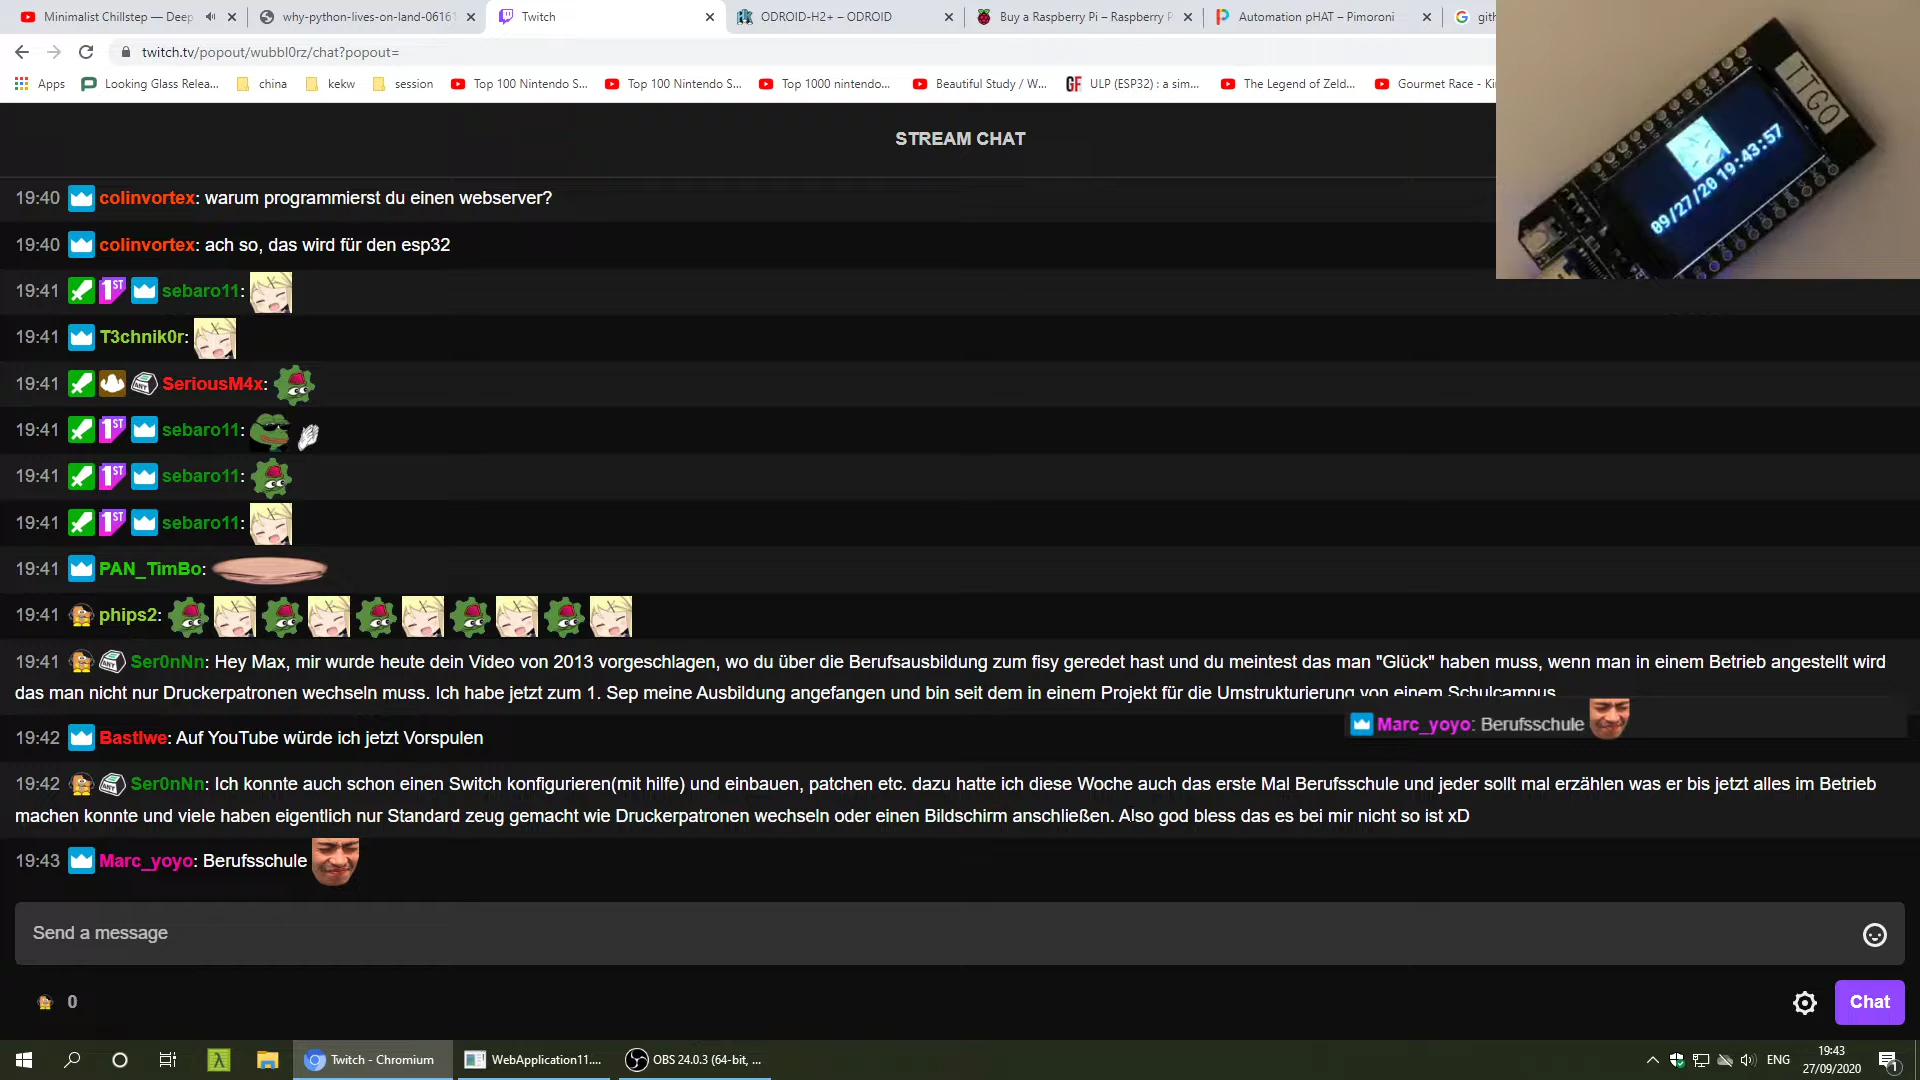 Minimalist Chillstep — Deep
why-python-lives-on-land-06161
Twitch
ODROID-H2+ – ODROID
Buy a Raspberry Pi – Raspberry P
Automation pHAT – Pimoroni
gith
twitch.tv/popout/wubbl0rz/chat?popout=
Apps
Looking Glass Relea...
china
kekw
session
Top 100 Nintendo S...
Top 100 Nintendo S...
Top 1000 nintendo...
Beautiful Study / W...
GF
ULP (ESP32) : a sim...
The Legend of Zeld...
Gourmet Race - Ki
TTGO
09/27/20 19:43:57
STREAM CHAT
19:40 colinvortex: warum programmierst du einen webserver?
19:40 colinvortex: ach so, das wird für den esp32
19:41 1ST sebaro11:
19:41 T3chnik0r:
19:41 ANY SeriousM4x:
19:41 1ST sebaro11:
19:41 1ST sebaro11:
19:41 1ST sebaro11:
19:41 PAN_TimBo:
19:41 phips2:
19:41 ANY Ser0nNn: Hey Max, mir wurde heute dein Video von 2013 vorgeschlagen, wo du über die Berufsausbildung zum fisy geredet hast und du meintest das man "Glück" haben muss, wenn man in einem Betrieb angestellt wird
das man nicht nur Druckerpatronen wechseln muss. Ich habe jetzt zum 1. Sep meine Ausbildung angefangen und bin seit dem in einem Projekt für die Umstrukturierung von einem Schulcampus
Marc_yoyo: Berufsschule
19:42 Bastlwe: Auf YouTube würde ich jetzt Vorspulen
19:42 ANY Ser0nNn: Ich konnte auch schon einen Switch konfigurieren(mit hilfe) und einbauen, patchen etc. dazu hatte ich diese Woche auch das erste Mal Berufsschule und jeder sollt mal erzählen was er bis jetzt alles im Betrieb
machen konnte und viele haben eigentlich nur Standard zeug gemacht wie Druckerpatronen wechseln oder einen Bildschirm anschließen. Also god bless das es bei mir nicht so ist xD
19:43 Marc_yoyo: Berufsschule
Send a message
0
Chat
Twitch - Chromium
WebApplication11....
OBS 24.0.3 (64-bit, ...
ENG
19:43
27/09/2020
1